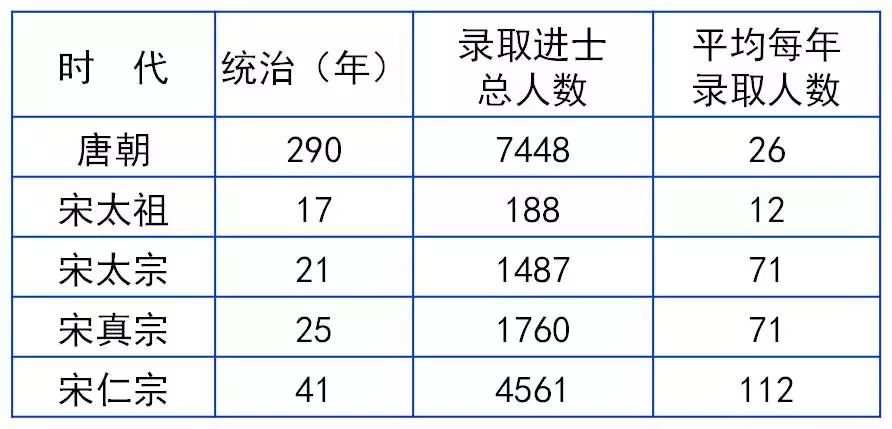 时 代 统治（年） 录取进士总人数 平均每年录取人数
唐朝 290 7448 26
宋太祖 17 188 12
宋太宗 21 1487 71
宋真宗 25 1760 71
宋仁宗 41 4561 112